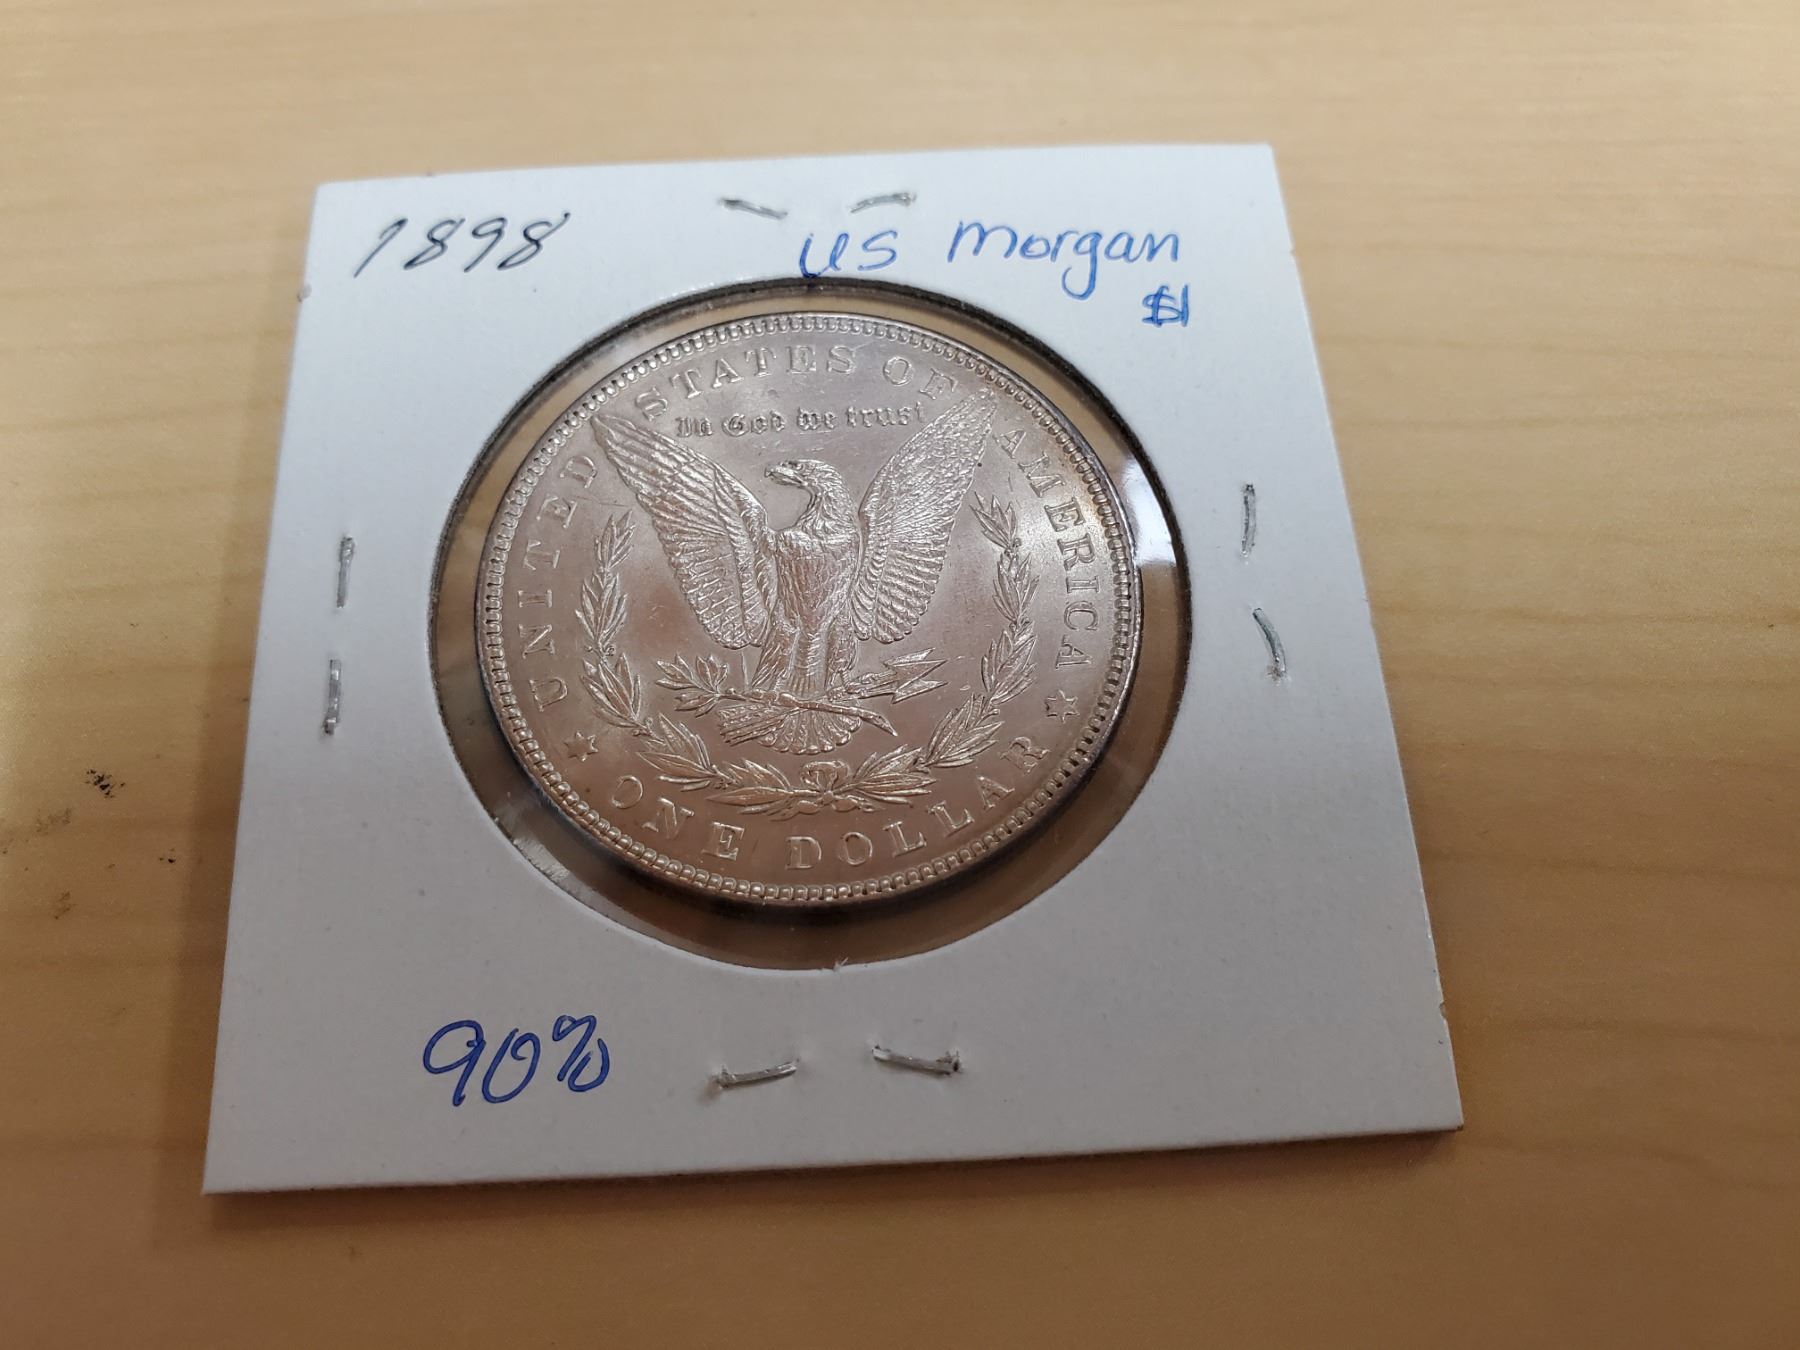 1898
US Morgan
$1
UNITED STATES OF AMERICA
In God we trust
ONE DOLLAR
90%